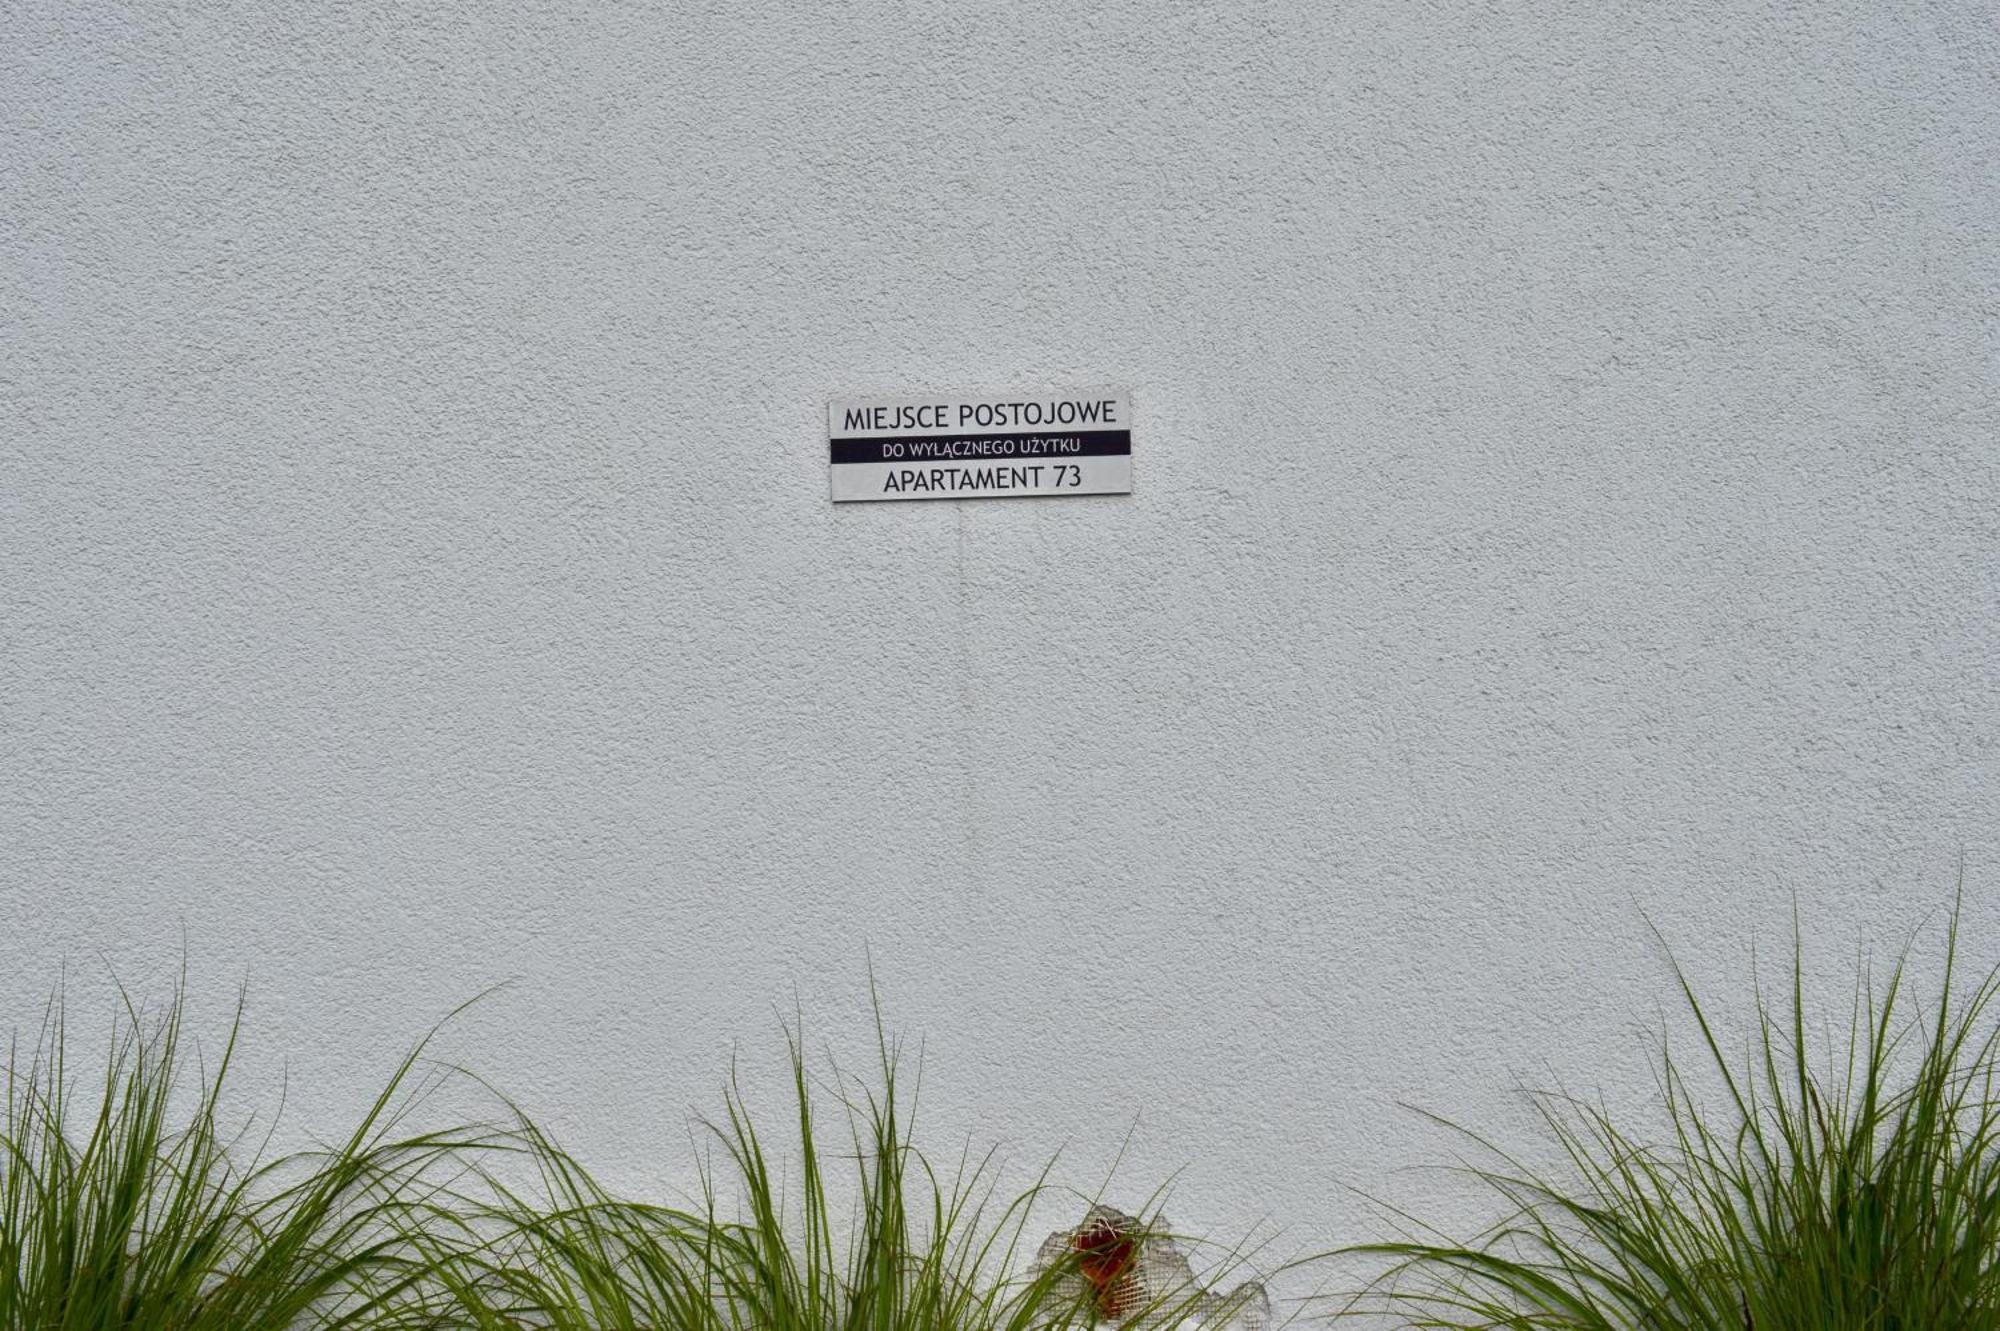 MIEJSCE POSTOJOWE
DO WYŁĄCZNEGO UŻYTKU
APARTAMENT 73